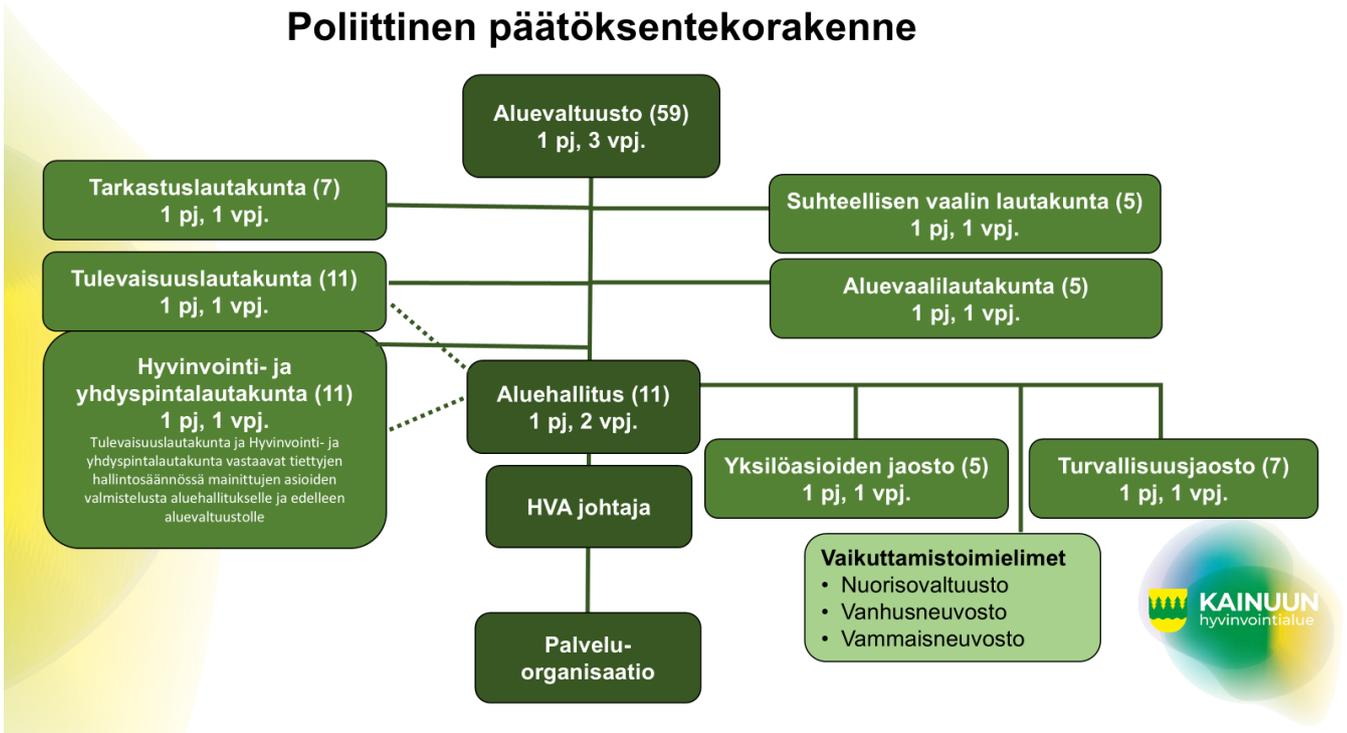 Poliittinen päätöksentekorakenne
Aluevaltuusto (59)
1 pj, 3 vpj.
Tarkastuslautakunta (7)
1 pj, 1 vpj.
Suhteellisen vaalin lautakunta (5)
1 pj, 1 vpj.
Tulevaisuuslautakunta (11)
1 pj, 1 vpj.
Aluevaalilautakunta (5)
1 pj, 1 vpj.
Hyvinvointi- ja
yhdyspintalautakunta (11)
1 pj, 1 vpj.
Tulevaisuuslautakunta ja Hyvinvointi- ja
yhdyspintalautakunta vastaavat tiettyjen
hallintosäännössä mainittujen asioiden
valmistelusta aluehallitukselle ja edelleen
aluevaltuustolle
Aluehallitus (11)
1 pj, 2 vpj.
Yksilöasioiden jaosto (5)
1 pj, 1 vpj.
Turvallisuusjaosto (7)
1 pj, 1 vpj.
HVA johtaja
Vaikuttamistoimielimet
• Nuorisovaltuusto
• Vanhusneuvosto
• Vammaisneuvosto
Palvelu-
organisaatio
KAINUUN
hyvinvointialue